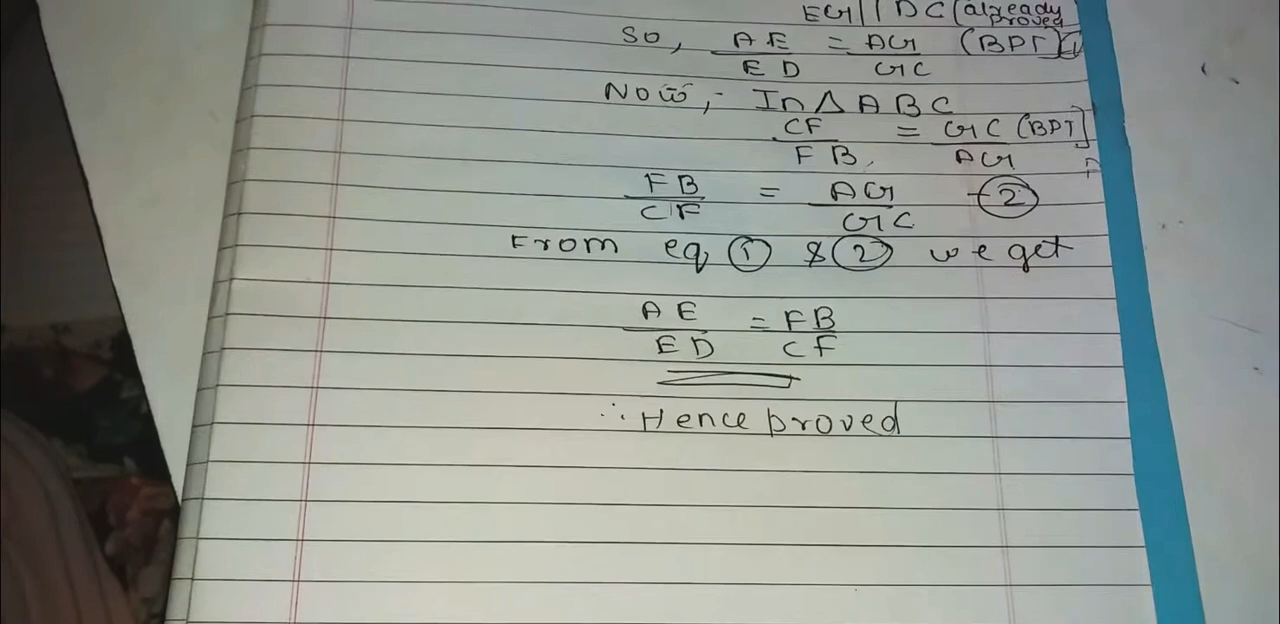 EG || DC (already proved
So, AE/ED = AG/GC (BPT) ①
Now,- In Δ ABC
CF/FB. = GC/AG (BPT]
FB/CF = AG/GC - ②
From eq ① & ② we get
AE/ED = FB/CF
∴ Hence proved